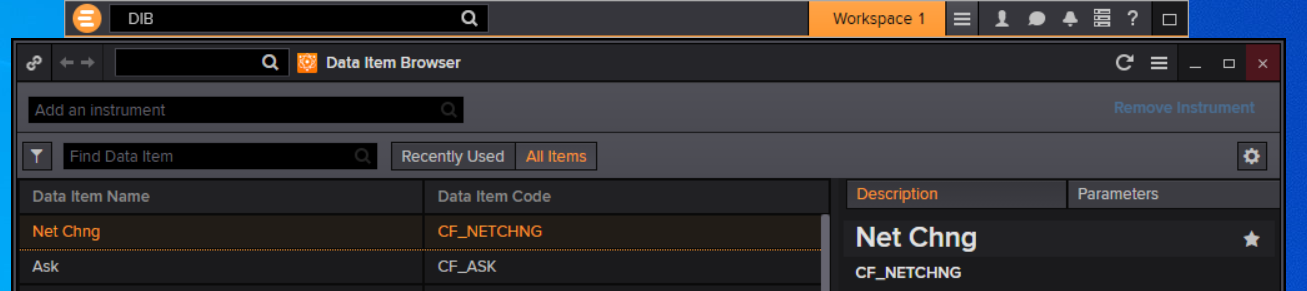 DIB
Workspace 1
?
Data Item Browser
Add an instrument
Remove Instrument
Find Data Item
Recently Used
All Items
Data Item Name
Data Item Code
Description
Parameters
Net Chng
CF_NETCHNG
Net Chng
Ask
CF_ASK
CF_NETCHNG